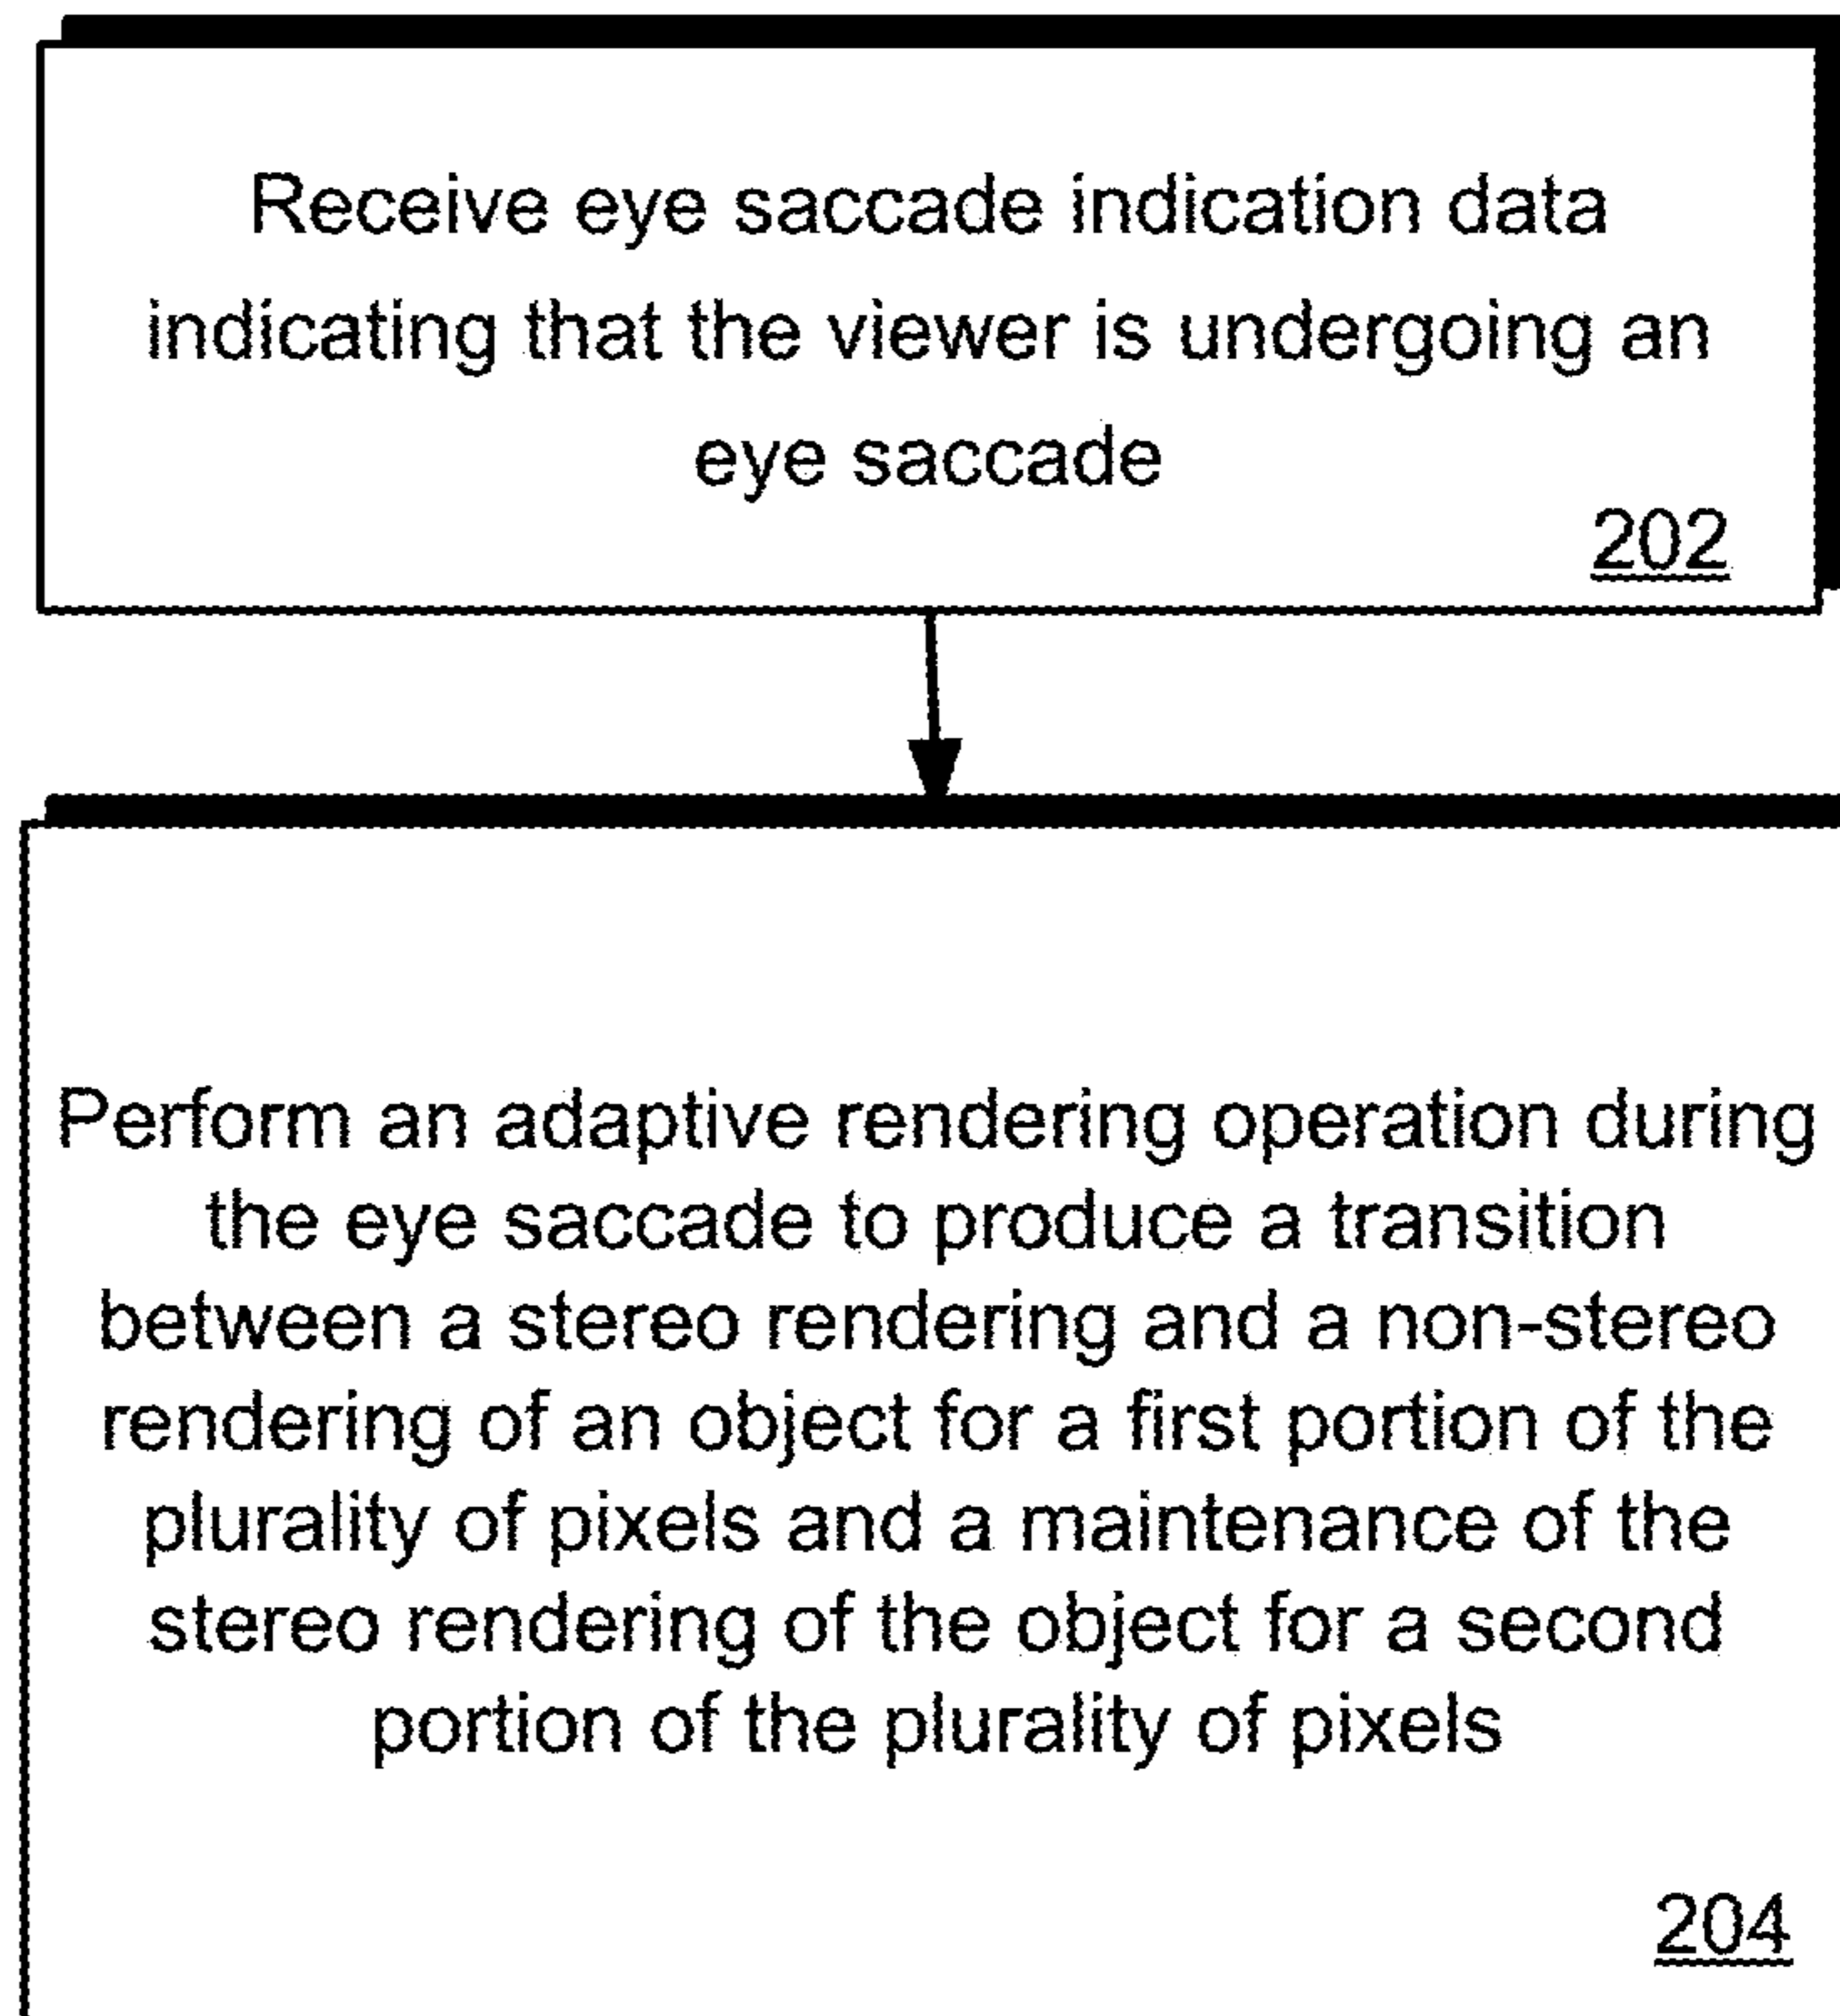 Receive eye saccade indication data
indicating that the viewer is undergoing an
eye saccade
202
Perform an adaptive rendering operation during
the eye saccade to produce a transition
between a stereo rendering and a non-stereo
rendering of an object for a first portion of the
plurality of pixels and a maintenance of the
stereo rendering of the object for a second
portion of the plurality of pixels
204